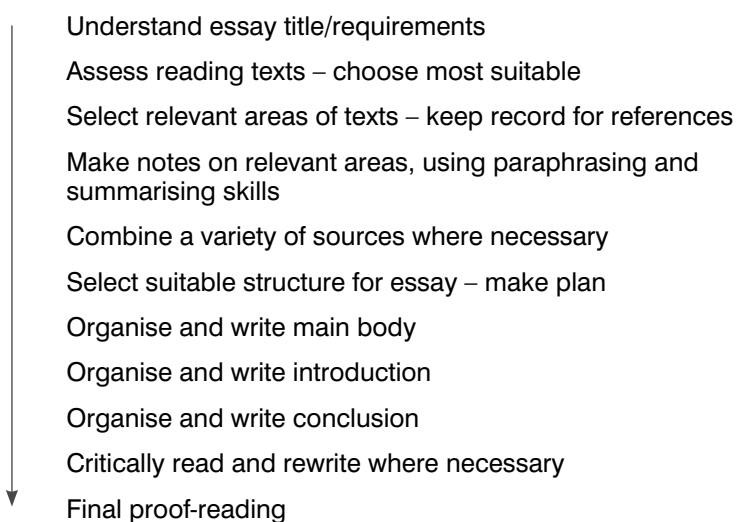 Understand essay title/requirements
Assess reading texts – choose most suitable
Select relevant areas of texts – keep record for references
Make notes on relevant areas, using paraphrasing and
summarising skills
Combine a variety of sources where necessary
Select suitable structure for essay – make plan
Organise and write main body
Organise and write introduction
Organise and write conclusion
Critically read and rewrite where necessary
Final proof-reading